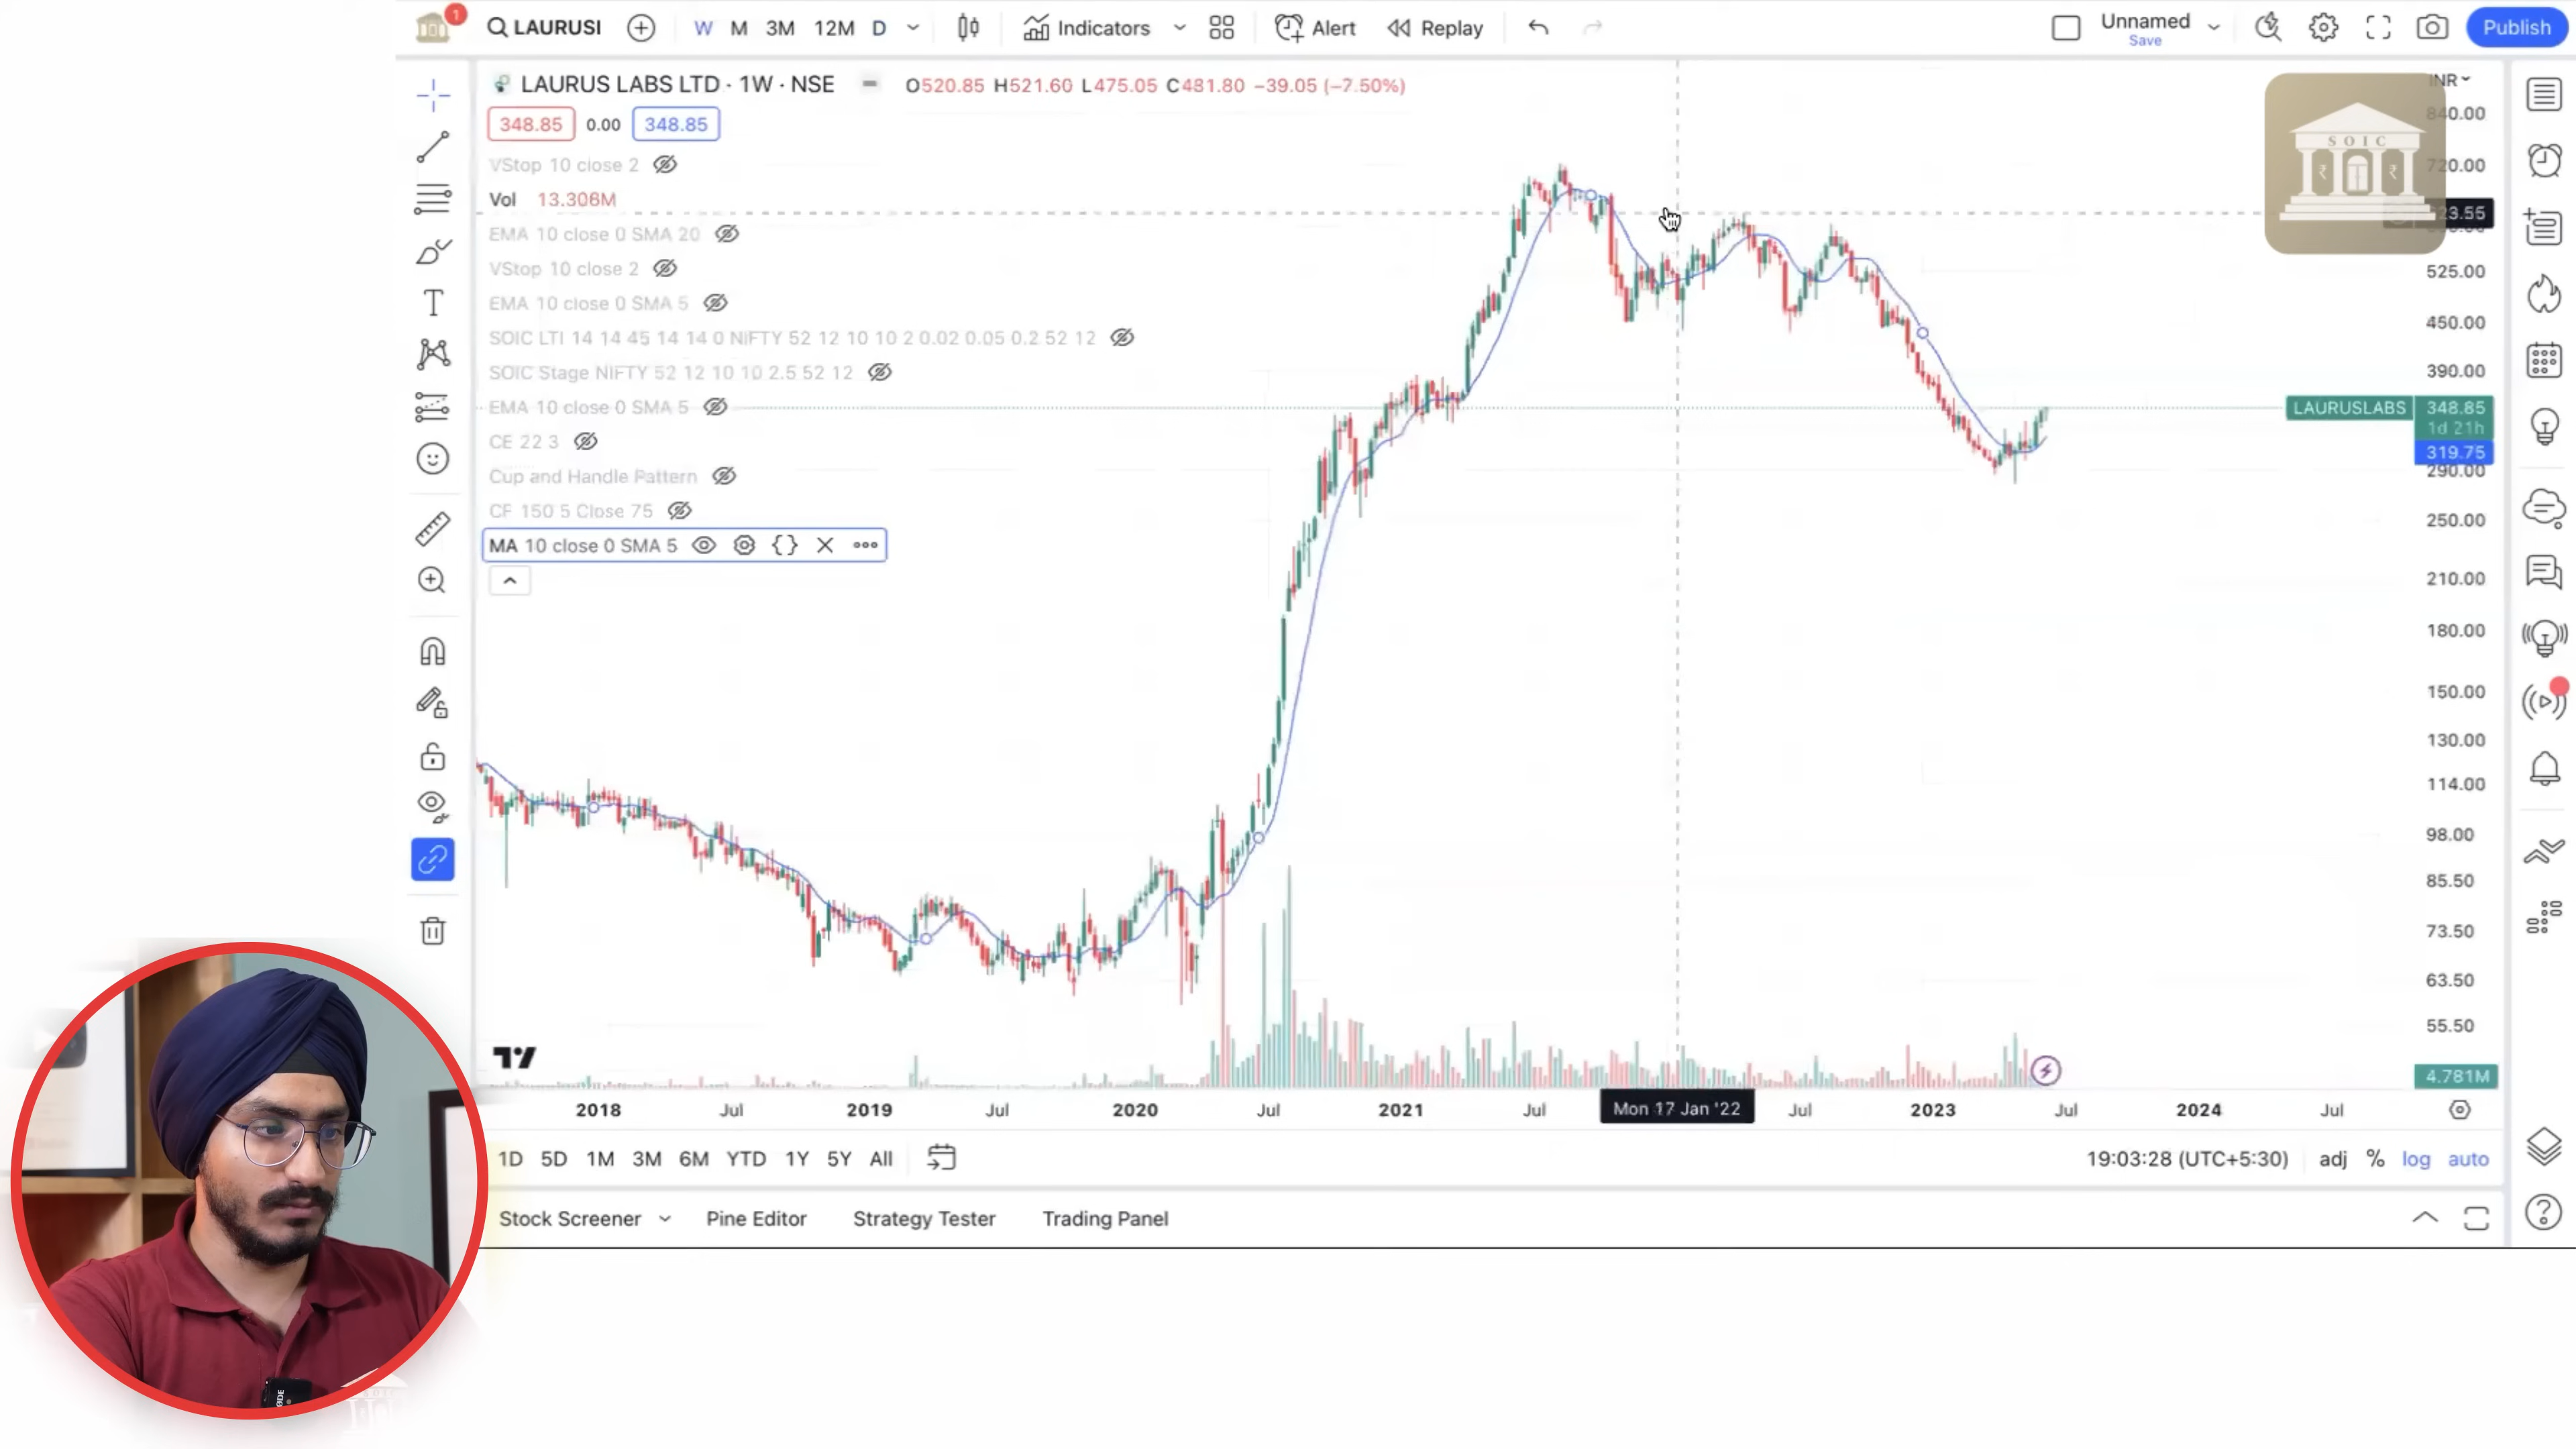 1
LAURUSI
W M 3M 12M D
Indicators
Alert
Replay
Unnamed
Save
Publish
LAURUS LABS LTD · 1W · NSE O520.85 H521.60 L475.05 C481.80 −39.05 (−7.50%)
INR
348.85 0.00 348.85
840.00
SOIC
VStop 10 close 2
720.00
Vol 13.306M
23.55
EMA 10 close 0 SMA 20
VStop 10 close 2
525.00
EMA 10 close 0 SMA 5
450.00
SOIC LTI 14 14 45 14 14 0 NIFTY 52 12 10 10 2 0.02 0.05 0.2 52 12
SOIC Stage NIFTY 52 12 10 10 2.5 52 12
390.00
EMA 10 close 0 SMA 5
LAURUSLABS 348.85
1d 21h
CE 22 3
319.75
290.00
Cup and Handle Pattern
CF 150 5 Close 75
250.00
MA 10 close 0 SMA 5
210.00
180.00
150.00
130.00
114.00
98.00
85.50
73.50
63.50
55.50
4.781M
2018 Jul 2019 Jul 2020 Jul 2021 Jul Mon 17 Jan '22 Jul 2023 Jul 2024 Jul
1D 5D 1M 3M 6M YTD 1Y 5Y All
19:03:28 (UTC+5:30) adj % log auto
Stock Screener Pine Editor Strategy Tester Trading Panel